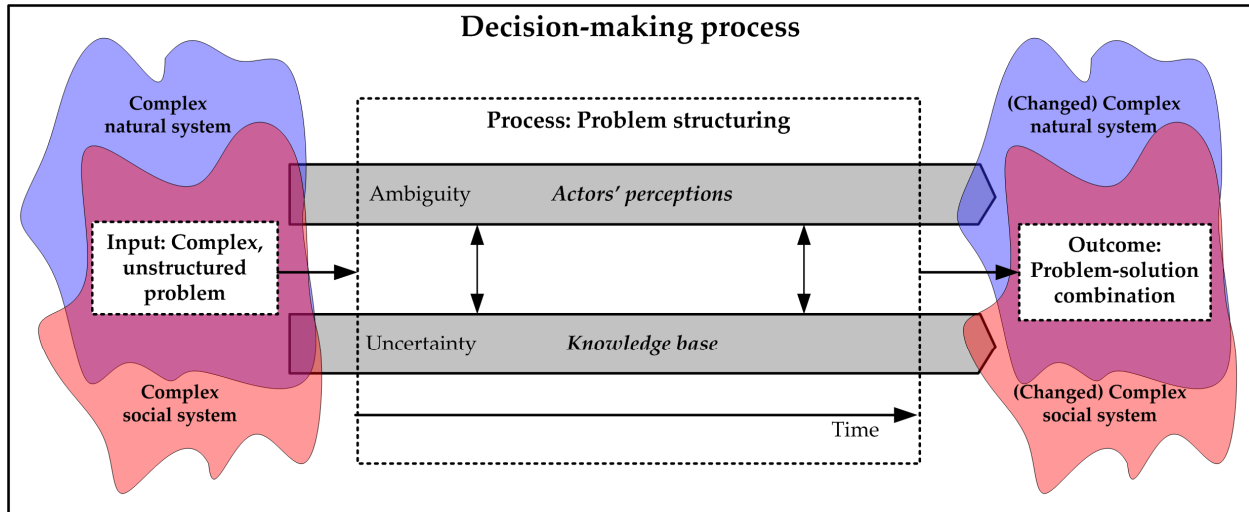 Decision-making process
Complex
natural system
Process: Problem structuring
(Changed) Complex
natural system
Ambiguity
Actors’ perceptions
Input: Complex,
unstructured
problem
Outcome:
Problem-solution
combination
Uncertainty
Knowledge base
Complex
social system
(Changed) Complex
social system
Time